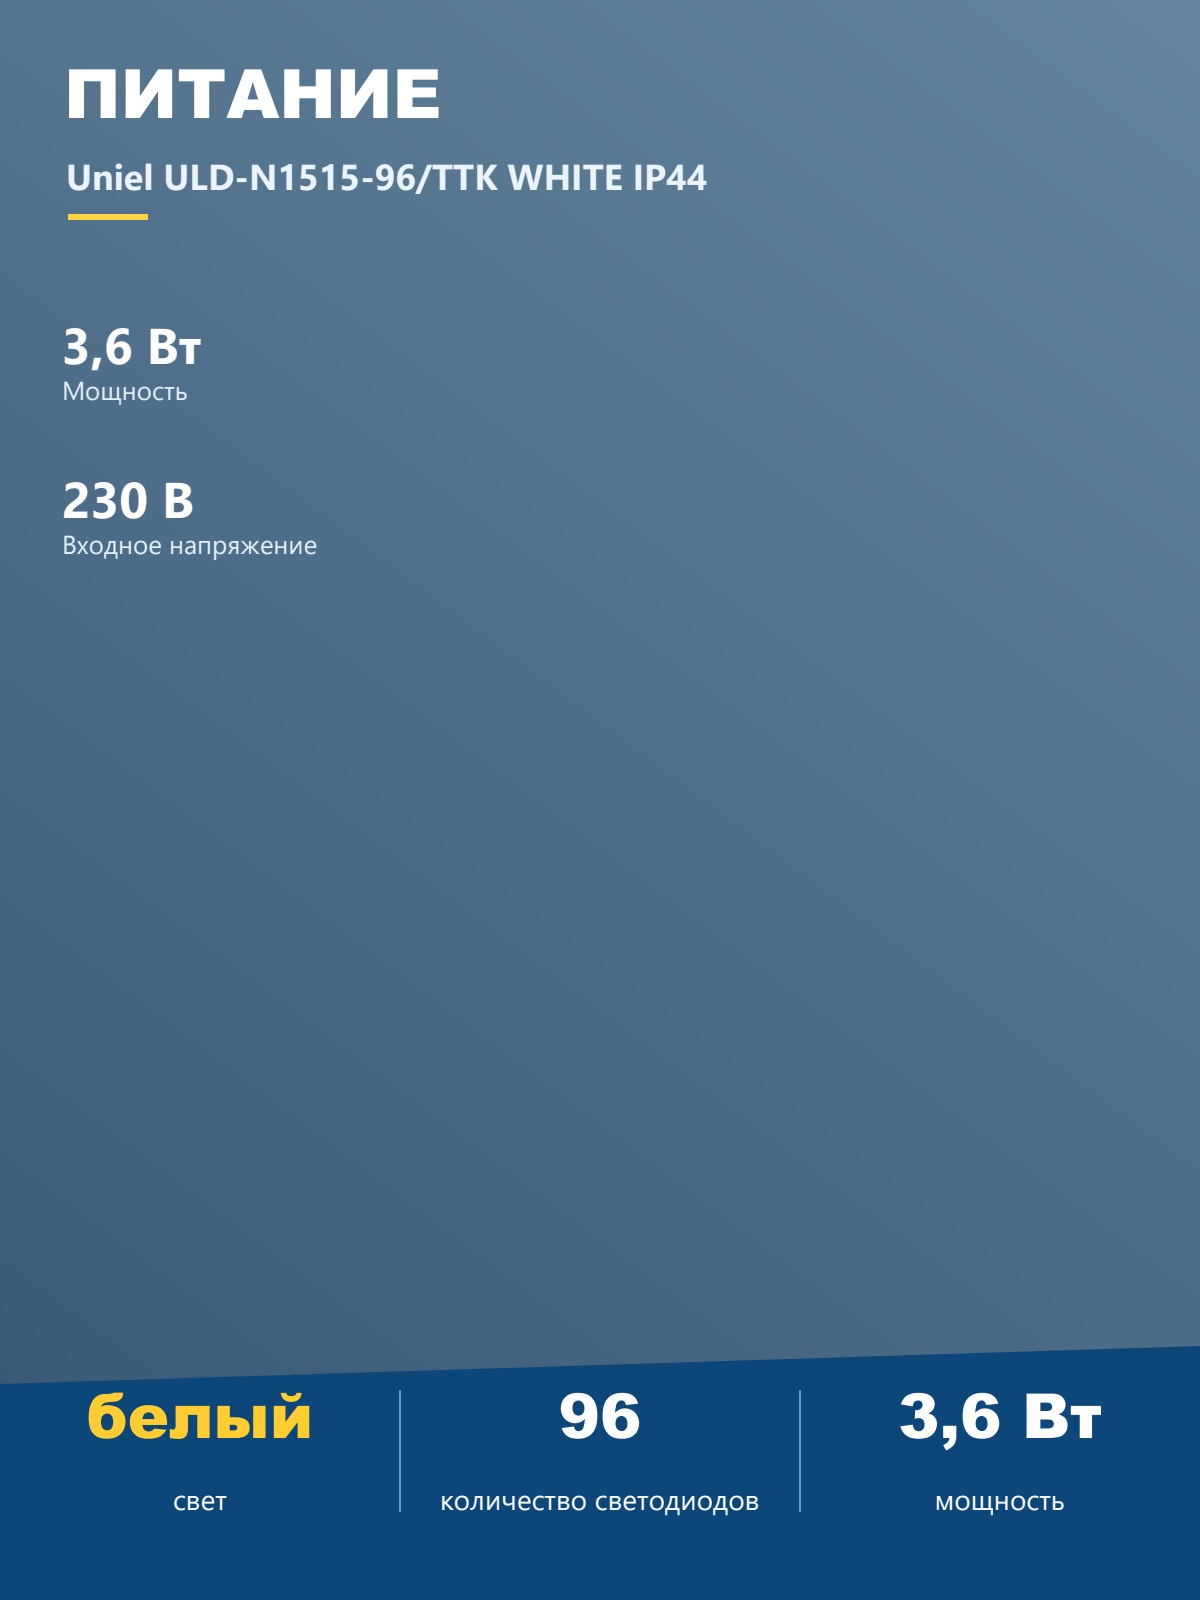 ПИТАНИЕ
Uniel ULD-N1515-96/TTK WHITE IP44
3,6 Вт
Мощность
230 В
Входное напряжение
белый
свет
96
количество светодиодов
3,6 Вт
мощность